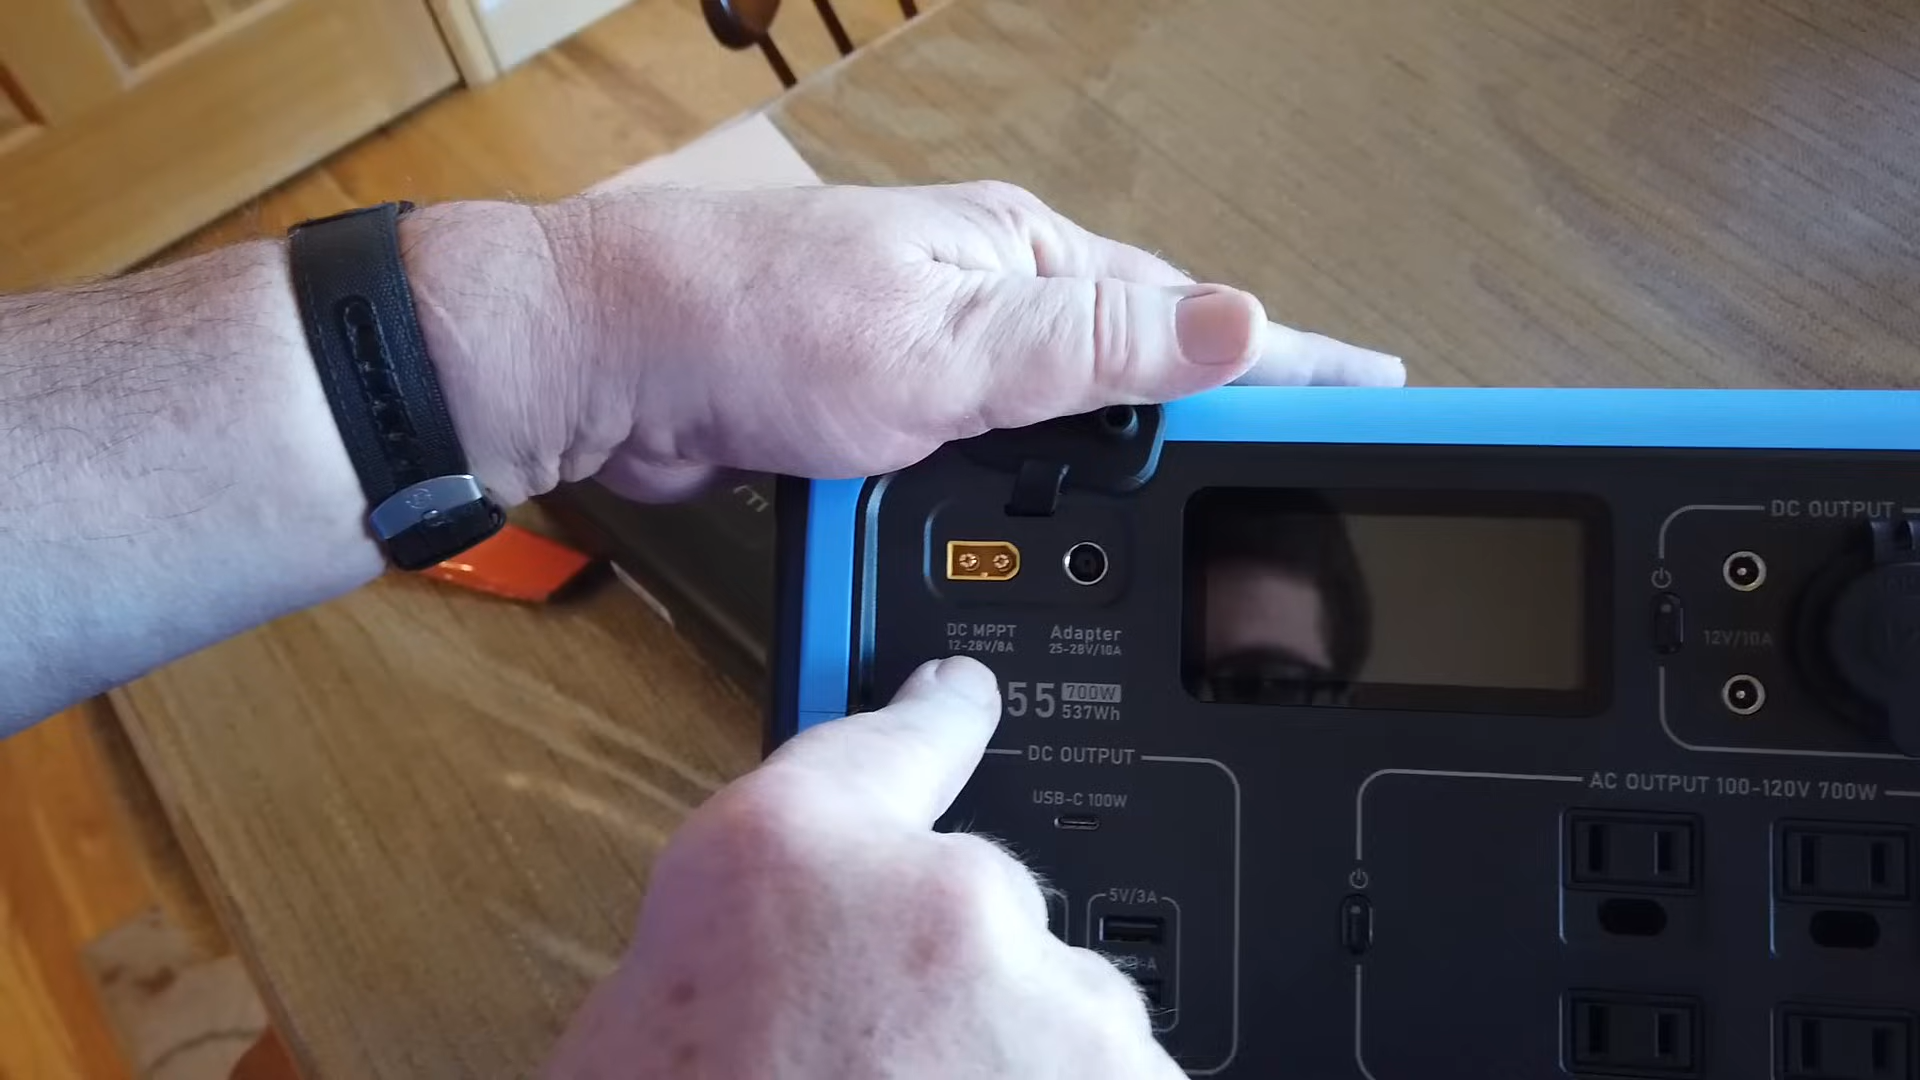 DC MPPT
12-28V/8A
Adapter
25-28V/10A
55
700W
537Wh
DC OUTPUT
USB-C 100W
5V/3A
DC OUTPUT
12V/10A
AC OUTPUT 100-120V 700W